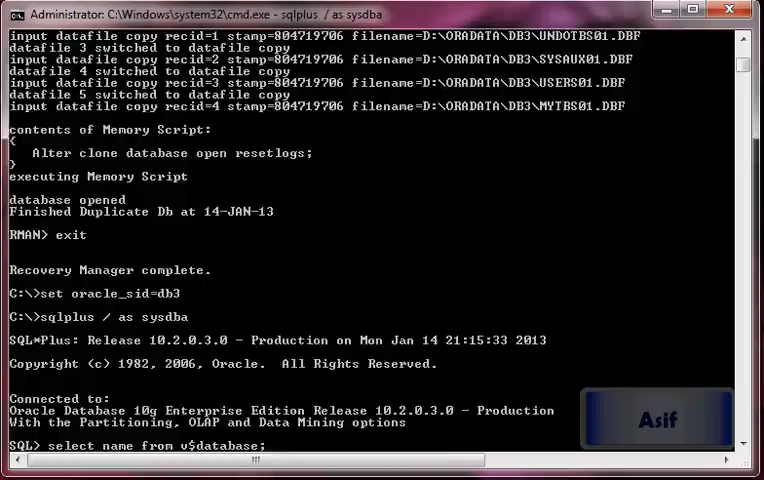 Administrator: C:\Windows\system32\cmd.exe - sqlplus / as sysdba
input datafile copy recid=1 stamp=804719706 filename=D:\ORADATA\DB3\UNDOTBS01.DBF
datafile 3 switched to datafile copy
input datafile copy recid=2 stamp=804719706 filename=D:\ORADATA\DB3\SYSAUX01.DBF
datafile 4 switched to datafile copy
input datafile copy recid=3 stamp=804719706 filename=D:\ORADATA\DB3\USERS01.DBF
datafile 5 switched to datafile copy
input datafile copy recid=4 stamp=804719706 filename=D:\ORADATA\DB3\MYTBS01.DBF
contents of Memory Script:
{
Alter clone database open resetlogs;
}
executing Memory Script
database opened
Finished Duplicate Db at 14-JAN-13
RMAN> exit
Recovery Manager complete.
C:\>set oracle_sid=db3
C:\>sqlplus / as sysdba
SQL*Plus: Release 10.2.0.3.0 - Production on Mon Jan 14 21:15:33 2013
Copyright (c) 1982, 2006, Oracle.  All Rights Reserved.
Connected to:
Oracle Database 10g Enterprise Edition Release 10.2.0.3.0 - Production
With the Partitioning, OLAP and Data Mining options
Asif
SQL> select name from v$database;